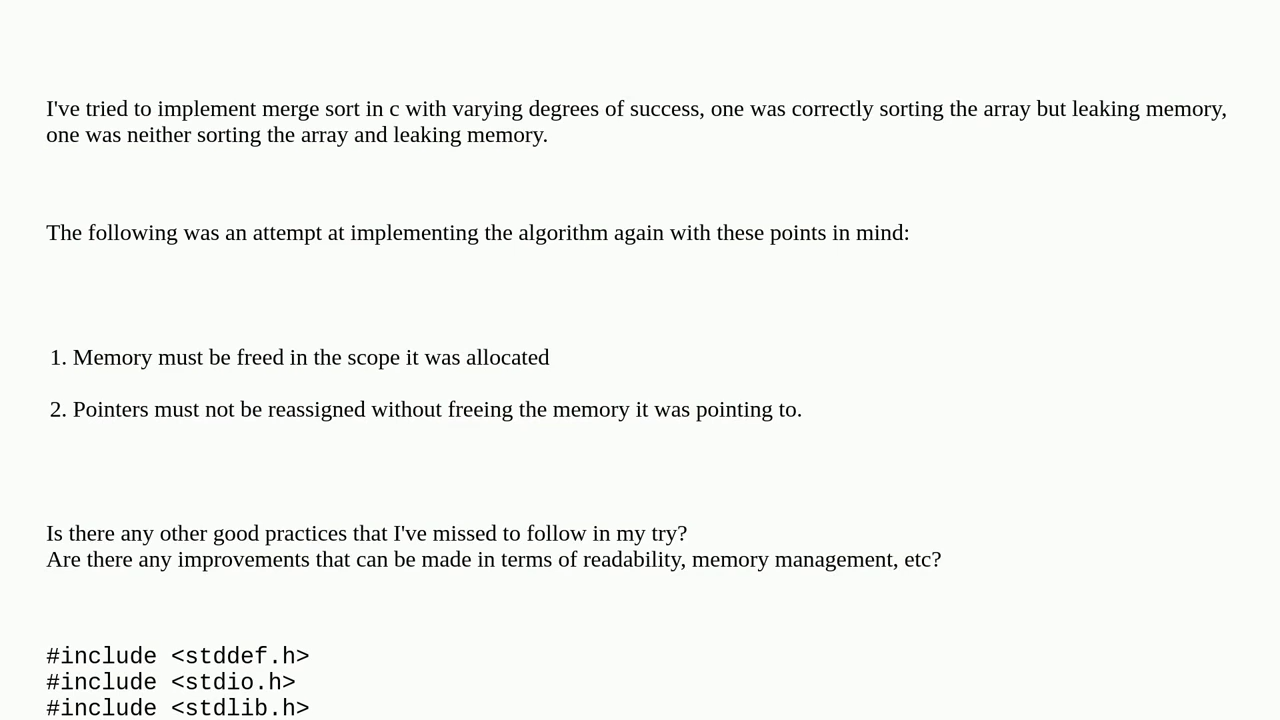 I've tried to implement merge sort in c with varying degrees of success, one was correctly sorting the array but leaking memory,
one was neither sorting the array and leaking memory.
The following was an attempt at implementing the algorithm again with these points in mind:
1. Memory must be freed in the scope it was allocated
2. Pointers must not be reassigned without freeing the memory it was pointing to.
Is there any other good practices that I've missed to follow in my try?
Are there any improvements that can be made in terms of readability, memory management, etc?
#include <stddef.h>
#include <stdio.h>
#include <stdlib.h>